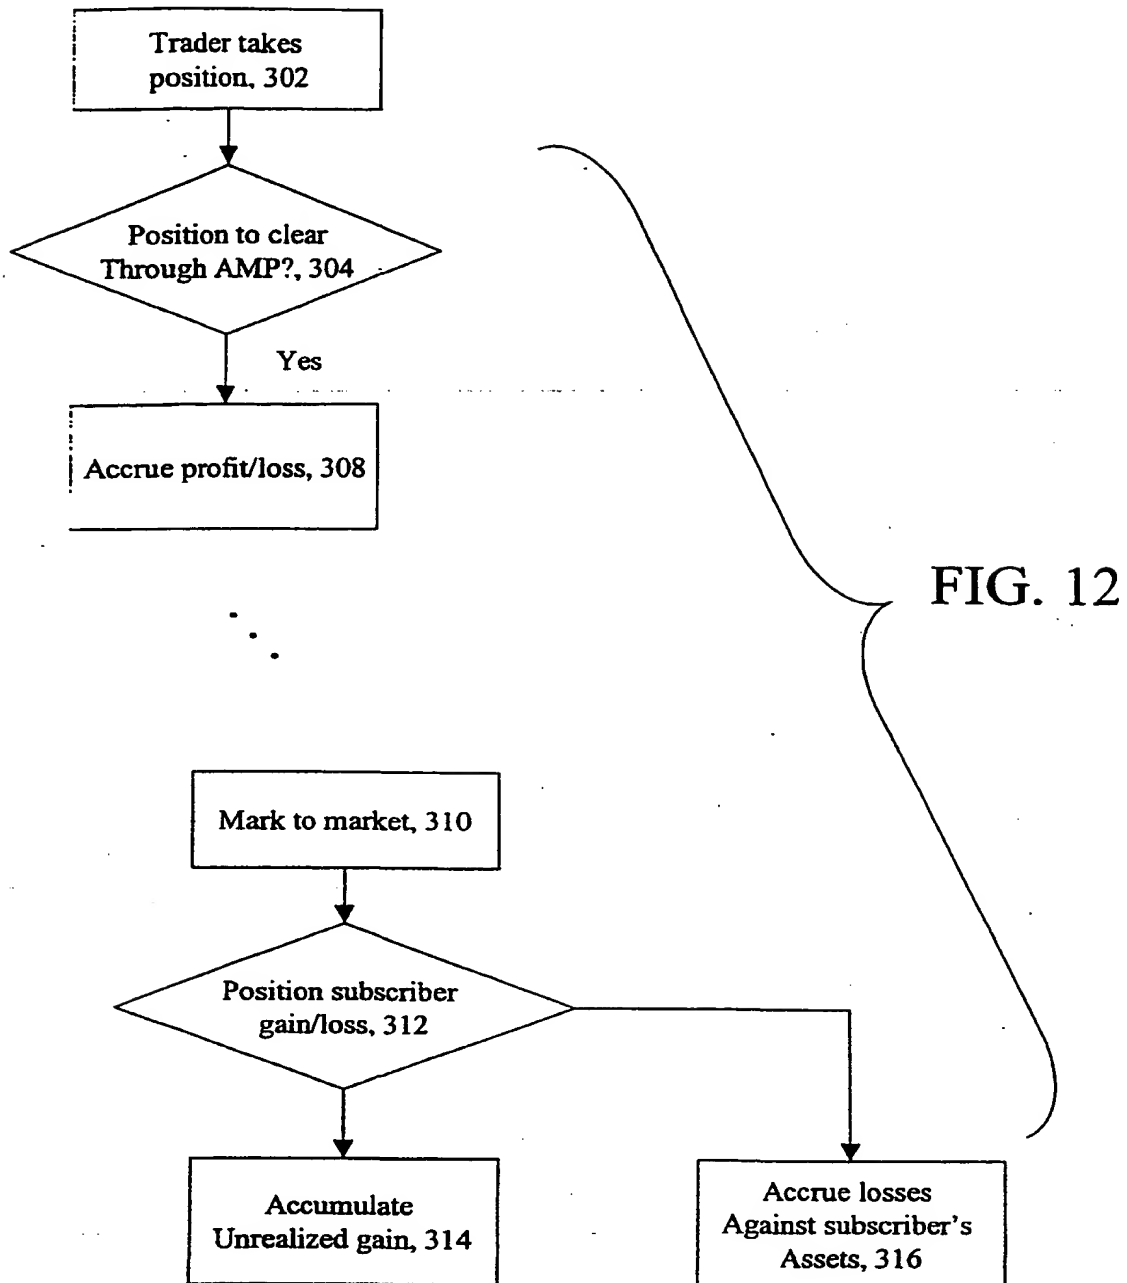 Trader takes
position, 302
Position to clear
Through AMP?, 304
Yes
Accrue profit/loss, 308
FIG. 12
Mark to market, 310
Position subscriber
gain/loss, 312
Accumulate
Unrealized gain, 314
Accrue losses
Against subscriber's
Assets, 316